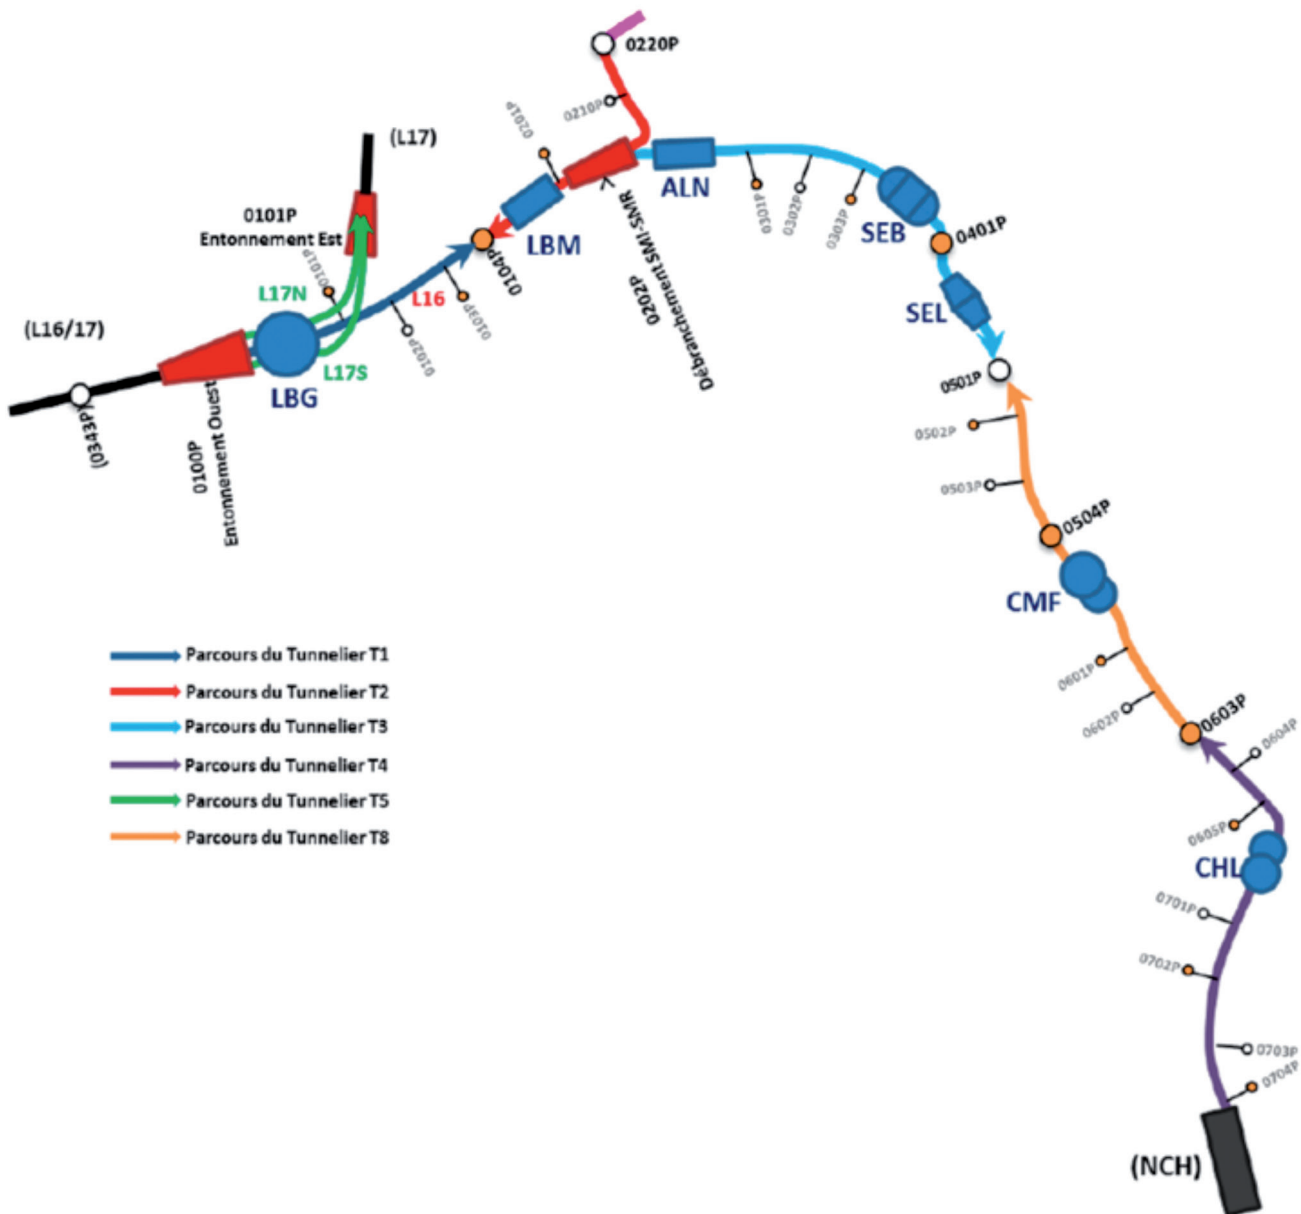 0220P
0210P
0201P
(L17)
ALN
0301P
0302P
0303P
SEB
0401P
0101P
Entonnement Est
0101P
LBM
0104P
Débranchement SMI-SMR
0202P
L17N
L16
0103P
0102P
SEL
(L16/17)
L17S
LBG
0501P
(0343P)
0100P
Entonnement Ouest
0502P
0503P
0504P
CMF
0601P
0602P
0603P
0604P
0605P
CHL
0701P
0702P
0703P
0704P
(NCH)
Parcours du Tunnelier T1
Parcours du Tunnelier T2
Parcours du Tunnelier T3
Parcours du Tunnelier T4
Parcours du Tunnelier T5
Parcours du Tunnelier T8